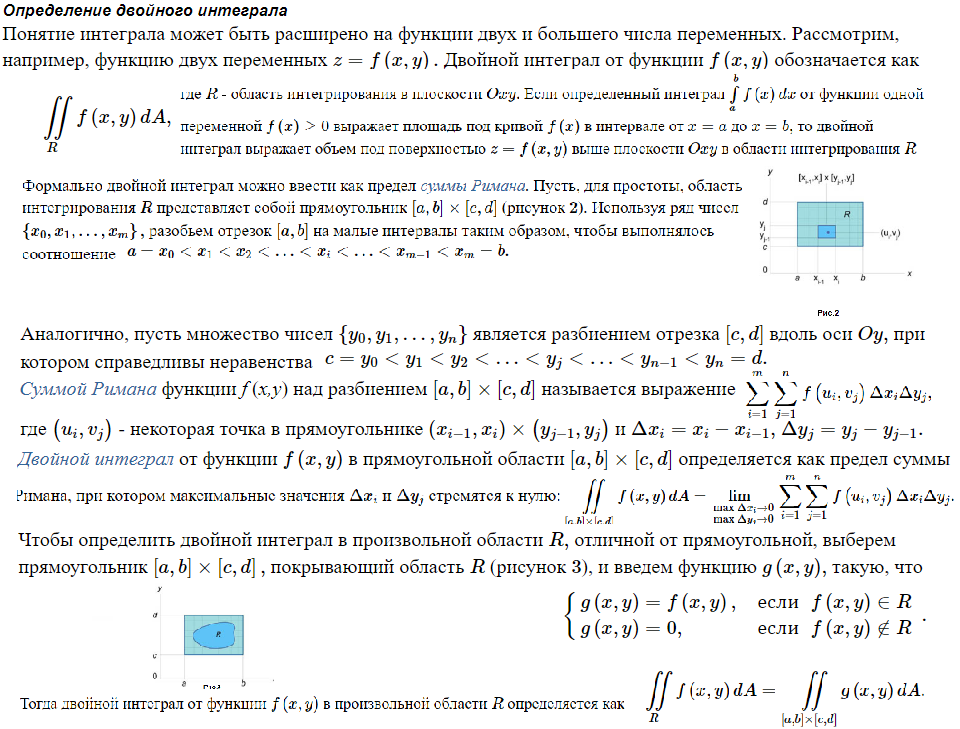 Определение двойного интеграла
Понятие интеграла может быть расширено на функции двух и большего числа переменных. Рассмотрим,
например, функцию двух переменных z = f (x, y) . Двойной интеграл от функции f (x, y) обозначается как
∬_R f (x, y) dA,
где R - область интегрирования в плоскости Oxy. Если определенный интеграл ∫_a^b f (x) dx от функции одной
переменной f (x) ≥ 0 выражает площадь под кривой f (x) в интервале от x = a до x = b, то двойной
интеграл выражает объем под поверхностью z = f (x, y) выше плоскости Oxy в области интегрирования R
Формально двойной интеграл можно ввести как предел суммы Римана. Пусть, для простоты, область
интегрирования R представляет собой прямоугольник [a, b] × [c, d] (рисунок 2). Используя ряд чисел
{x₀, x₁, . . . , xₘ} , разобьем отрезок [a, b] на малые интервалы таким образом, чтобы выполнялось
соотношение a = x₀ < x₁ < x₂ < . . . < xᵢ < . . . < xₘ₋₁ < xₘ = b.
y
[xᵢ₋₁,xᵢ] x [yⱼ₋₁,yⱼ]
d
R
yⱼ
yⱼ₋₁
(uᵢ,vⱼ)
c
0
a xᵢ₋₁ xᵢ b x
Рис.2
Аналогично, пусть множество чисел {y₀, y₁, . . . , yₙ} является разбиением отрезка [c, d] вдоль оси Oy, при
котором справедливы неравенства c = y₀ < y₁ < y₂ < . . . < yⱼ < . . . < yₙ₋₁ < yₙ = d.
Суммой Римана функции f (x,y) над разбиением [a, b] × [c, d] называется выражение ∑_{i=1}^m ∑_{j=1}^n f (uᵢ, vⱼ) ΔxᵢΔyⱼ,
где (uᵢ, vⱼ) - некоторая точка в прямоугольнике (xᵢ₋₁, xᵢ) × (yⱼ₋₁, yⱼ) и Δxᵢ = xᵢ − xᵢ₋₁, Δyⱼ = yⱼ − yⱼ₋₁.
Двойной интеграл от функции f (x, y) в прямоугольной области [a, b] × [c, d] определяется как предел суммы
Римана, при котором максимальные значения Δxᵢ и Δyⱼ стремятся к нулю: ∬_{[a,b]×[c,d]} f (x, y) dA = lim_{max Δxᵢ→0, max Δyⱼ→0} ∑_{i=1}^m ∑_{j=1}^n f (uᵢ, vⱼ) ΔxᵢΔyⱼ.
Чтобы определить двойной интеграл в произвольной области R, отличной от прямоугольной, выберем
прямоугольник [a, b] × [c, d] , покрывающий область R (рисунок 3), и введем функцию g (x, y), такую, что
y
d
R
c
0
a b x
{ g (x, y) = f (x, y) , если f (x, y) ∈ R
g (x, y) = 0, если f (x, y) ∉ R .
Тогда двойной интеграл от функции f (x, y) в произвольной области R определяется как ∬_R f (x, y) dA = ∬_{[a,b]×[c,d]} g (x, y) dA.